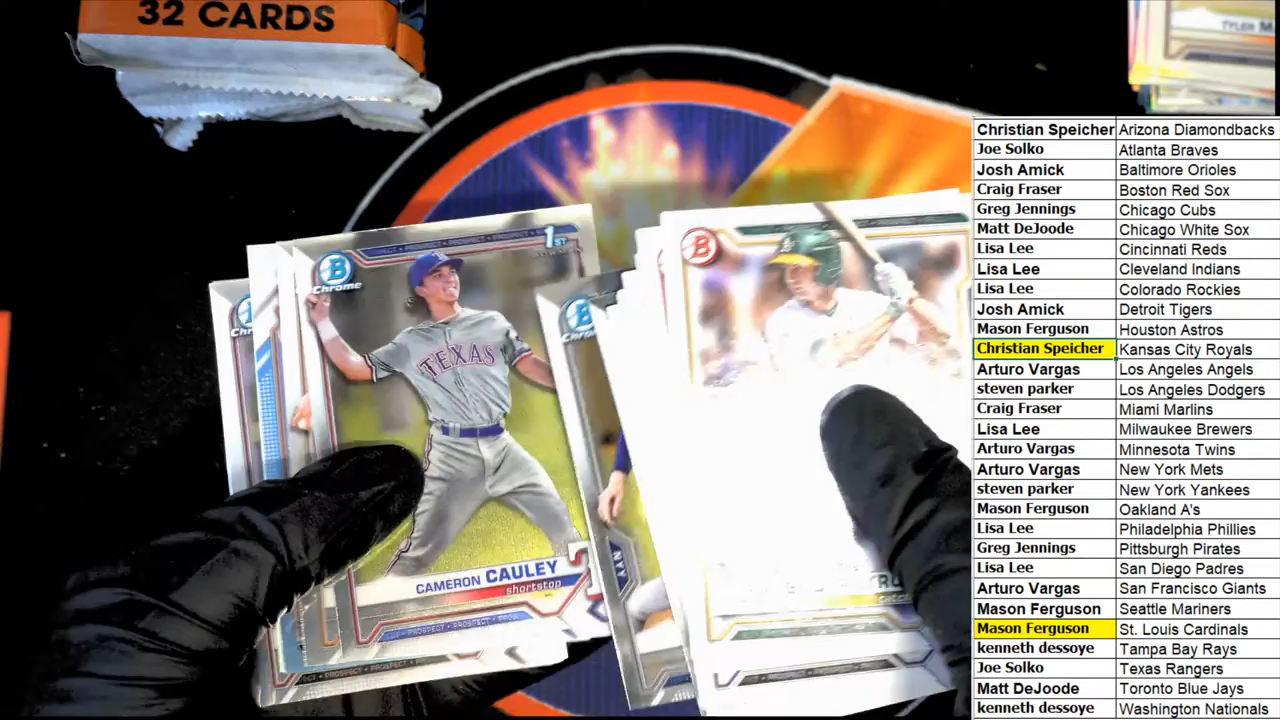 32 CARDS
TYLER M
1ST
B
Chrome
TEXAS
CAMERON CAULEY
shortstop
B
Christian Speicher Arizona Diamondbacks
Joe Solko Atlanta Braves
Josh Amick Baltimore Orioles
Craig Fraser Boston Red Sox
Greg Jennings Chicago Cubs
Matt DeJoode Chicago White Sox
Lisa Lee Cincinnati Reds
Lisa Lee Cleveland Indians
Lisa Lee Colorado Rockies
Josh Amick Detroit Tigers
Mason Ferguson Houston Astros
Christian Speicher Kansas City Royals
Arturo Vargas Los Angeles Angels
steven parker Los Angeles Dodgers
Craig Fraser Miami Marlins
Lisa Lee Milwaukee Brewers
Arturo Vargas Minnesota Twins
Arturo Vargas New York Mets
steven parker New York Yankees
Mason Ferguson Oakland A's
Lisa Lee Philadelphia Phillies
Greg Jennings Pittsburgh Pirates
Lisa Lee San Diego Padres
Arturo Vargas San Francisco Giants
Mason Ferguson Seattle Mariners
Mason Ferguson St. Louis Cardinals
kenneth dessoye Tampa Bay Rays
Joe Solko Texas Rangers
Matt DeJoode Toronto Blue Jays
kenneth dessoye Washington Nationals